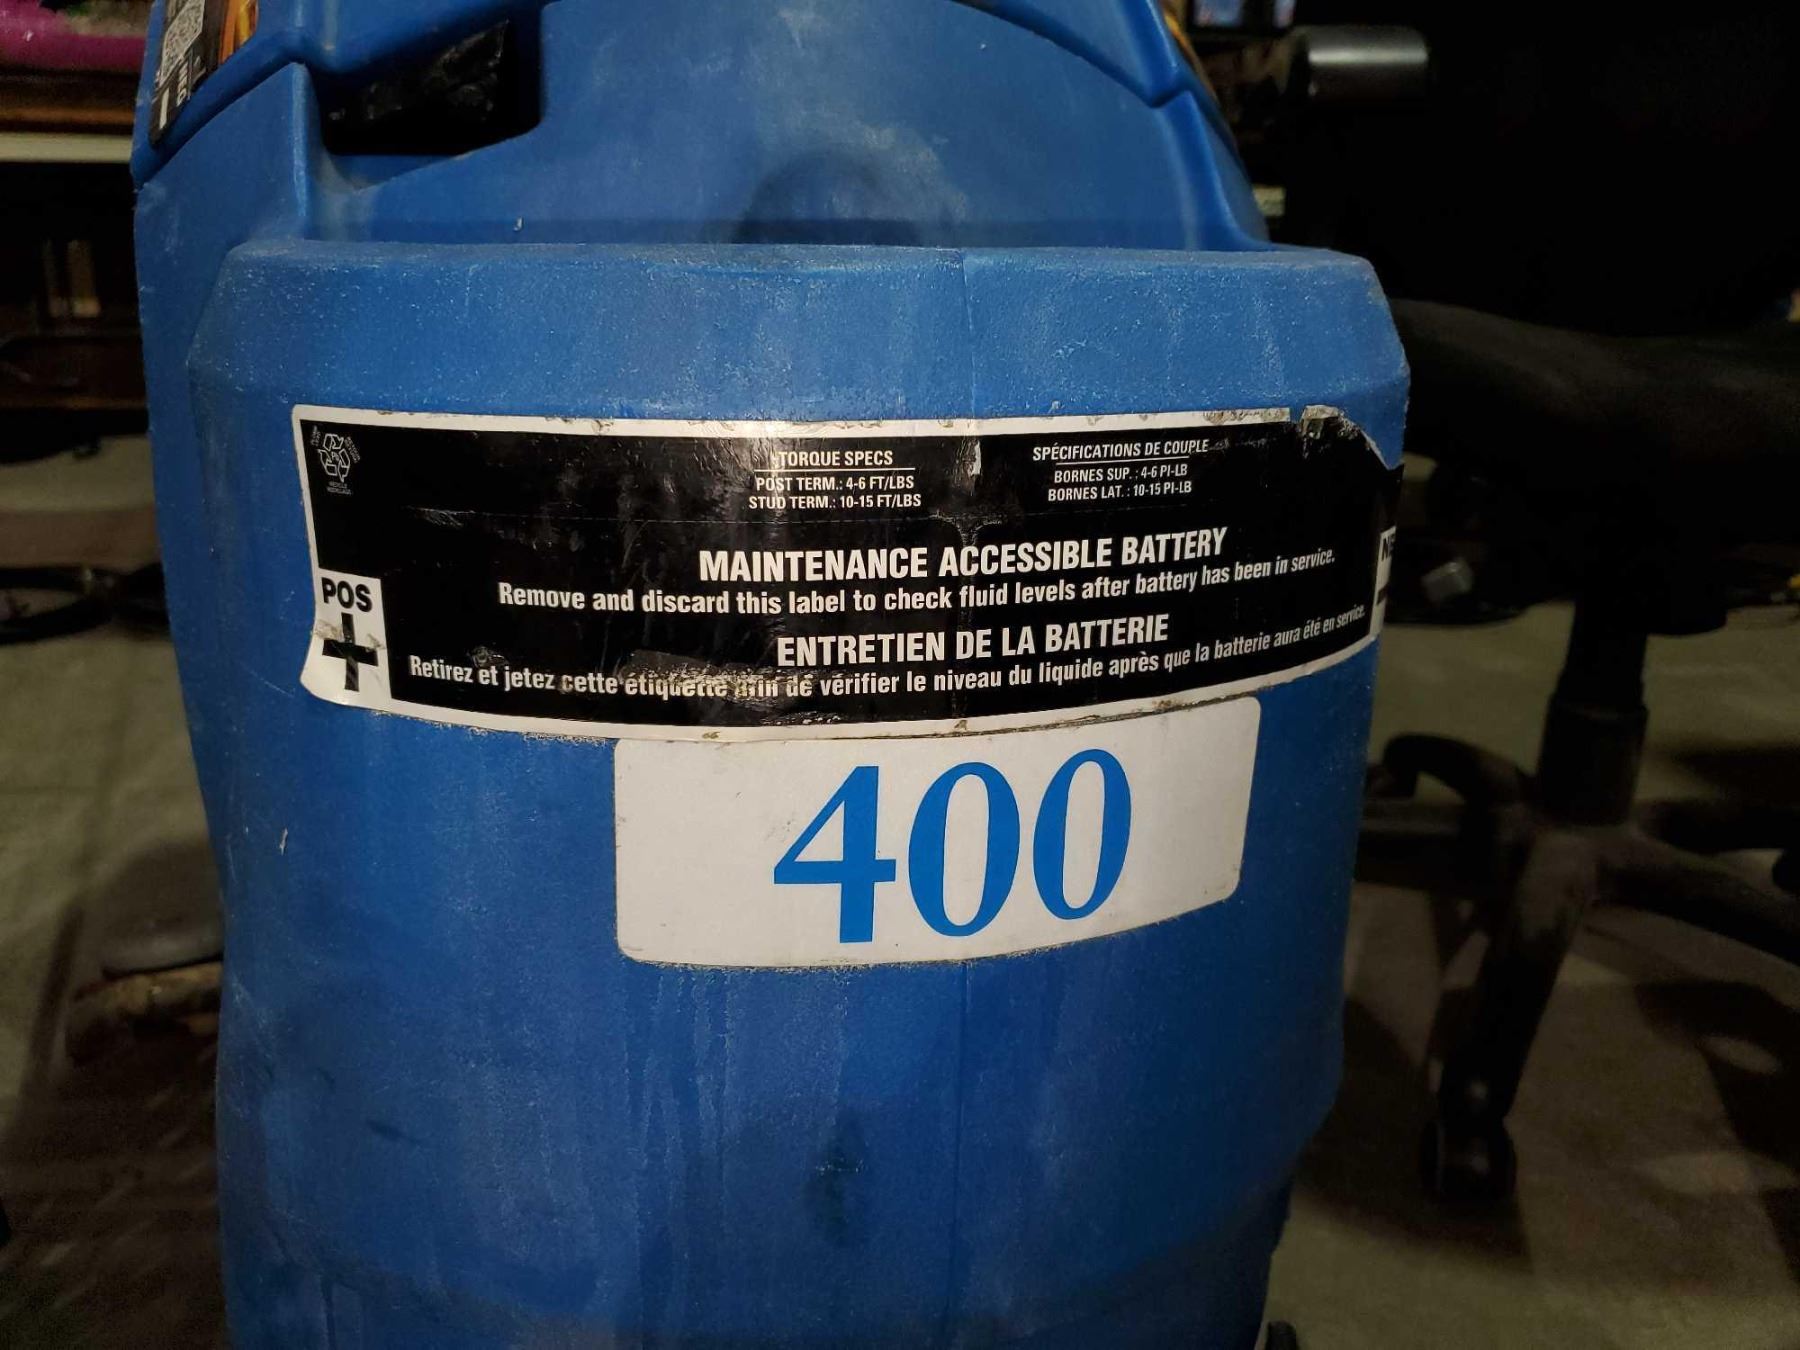 TORQUE SPECS
POST TERM.: 4-6 FT/LBS
STUD TERM.: 10-15 FT/LBS
SPÉCIFICATIONS DE COUPLE
BORNES SUP.: 4-6 PI-LB
BORNES LAT.: 10-15 PI-LB
MAINTENANCE ACCESSIBLE BATTERY
Remove and discard this label to check fluid levels after battery has been in service.
POS
+
ENTRETIEN DE LA BATTERIE
Retirez et jetez cette étiquette afin de vérifier le niveau du liquide après que la batterie aura été en service.
400